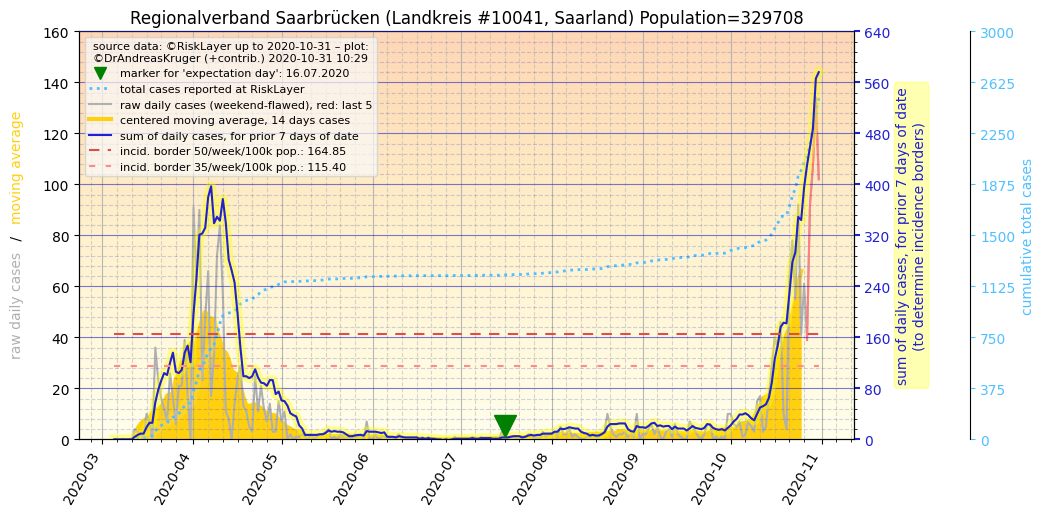 Regionalverband Saarbrücken (Landkreis #10041, Saarland) Population=329708
source data: ©RiskLayer up to 2020-10-31 – plot:
©DrAndreasKruger (+contrib.) 2020-10-31 10:29
marker for 'expectation day': 16.07.2020
total cases reported at RiskLayer
raw daily cases (weekend-flawed), red: last 5
centered moving average, 14 days cases
sum of daily cases, for prior 7 days of date
incid. border 50/week/100k pop.: 164.85
incid. border 35/week/100k pop.: 115.40
raw daily cases / moving average
160
140
120
100
80
60
40
20
0
640
560
480
400
320
240
160
80
0
sum of daily cases, for prior 7 days of date
(to determine incidence borders)
3000
2625
2250
1875
1500
1125
750
375
0
cumulative total cases
2020-03
2020-04
2020-05
2020-06
2020-07
2020-08
2020-09
2020-10
2020-11